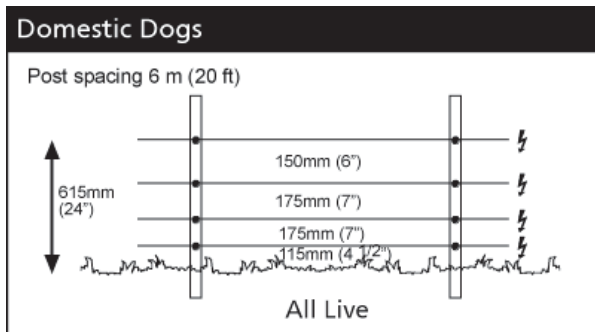 Domestic Dogs
Post spacing 6 m (20 ft)
150mm (6")
615mm
(24")
175mm (7")
175mm (7")
115mm (4 1/2")
All Live